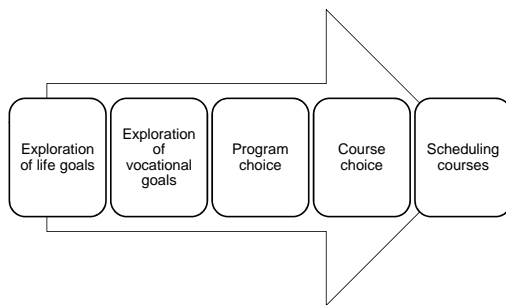 Exploration
of life goals
Exploration
of
vocational
goals
Program
choice
Course
choice
Scheduling
courses